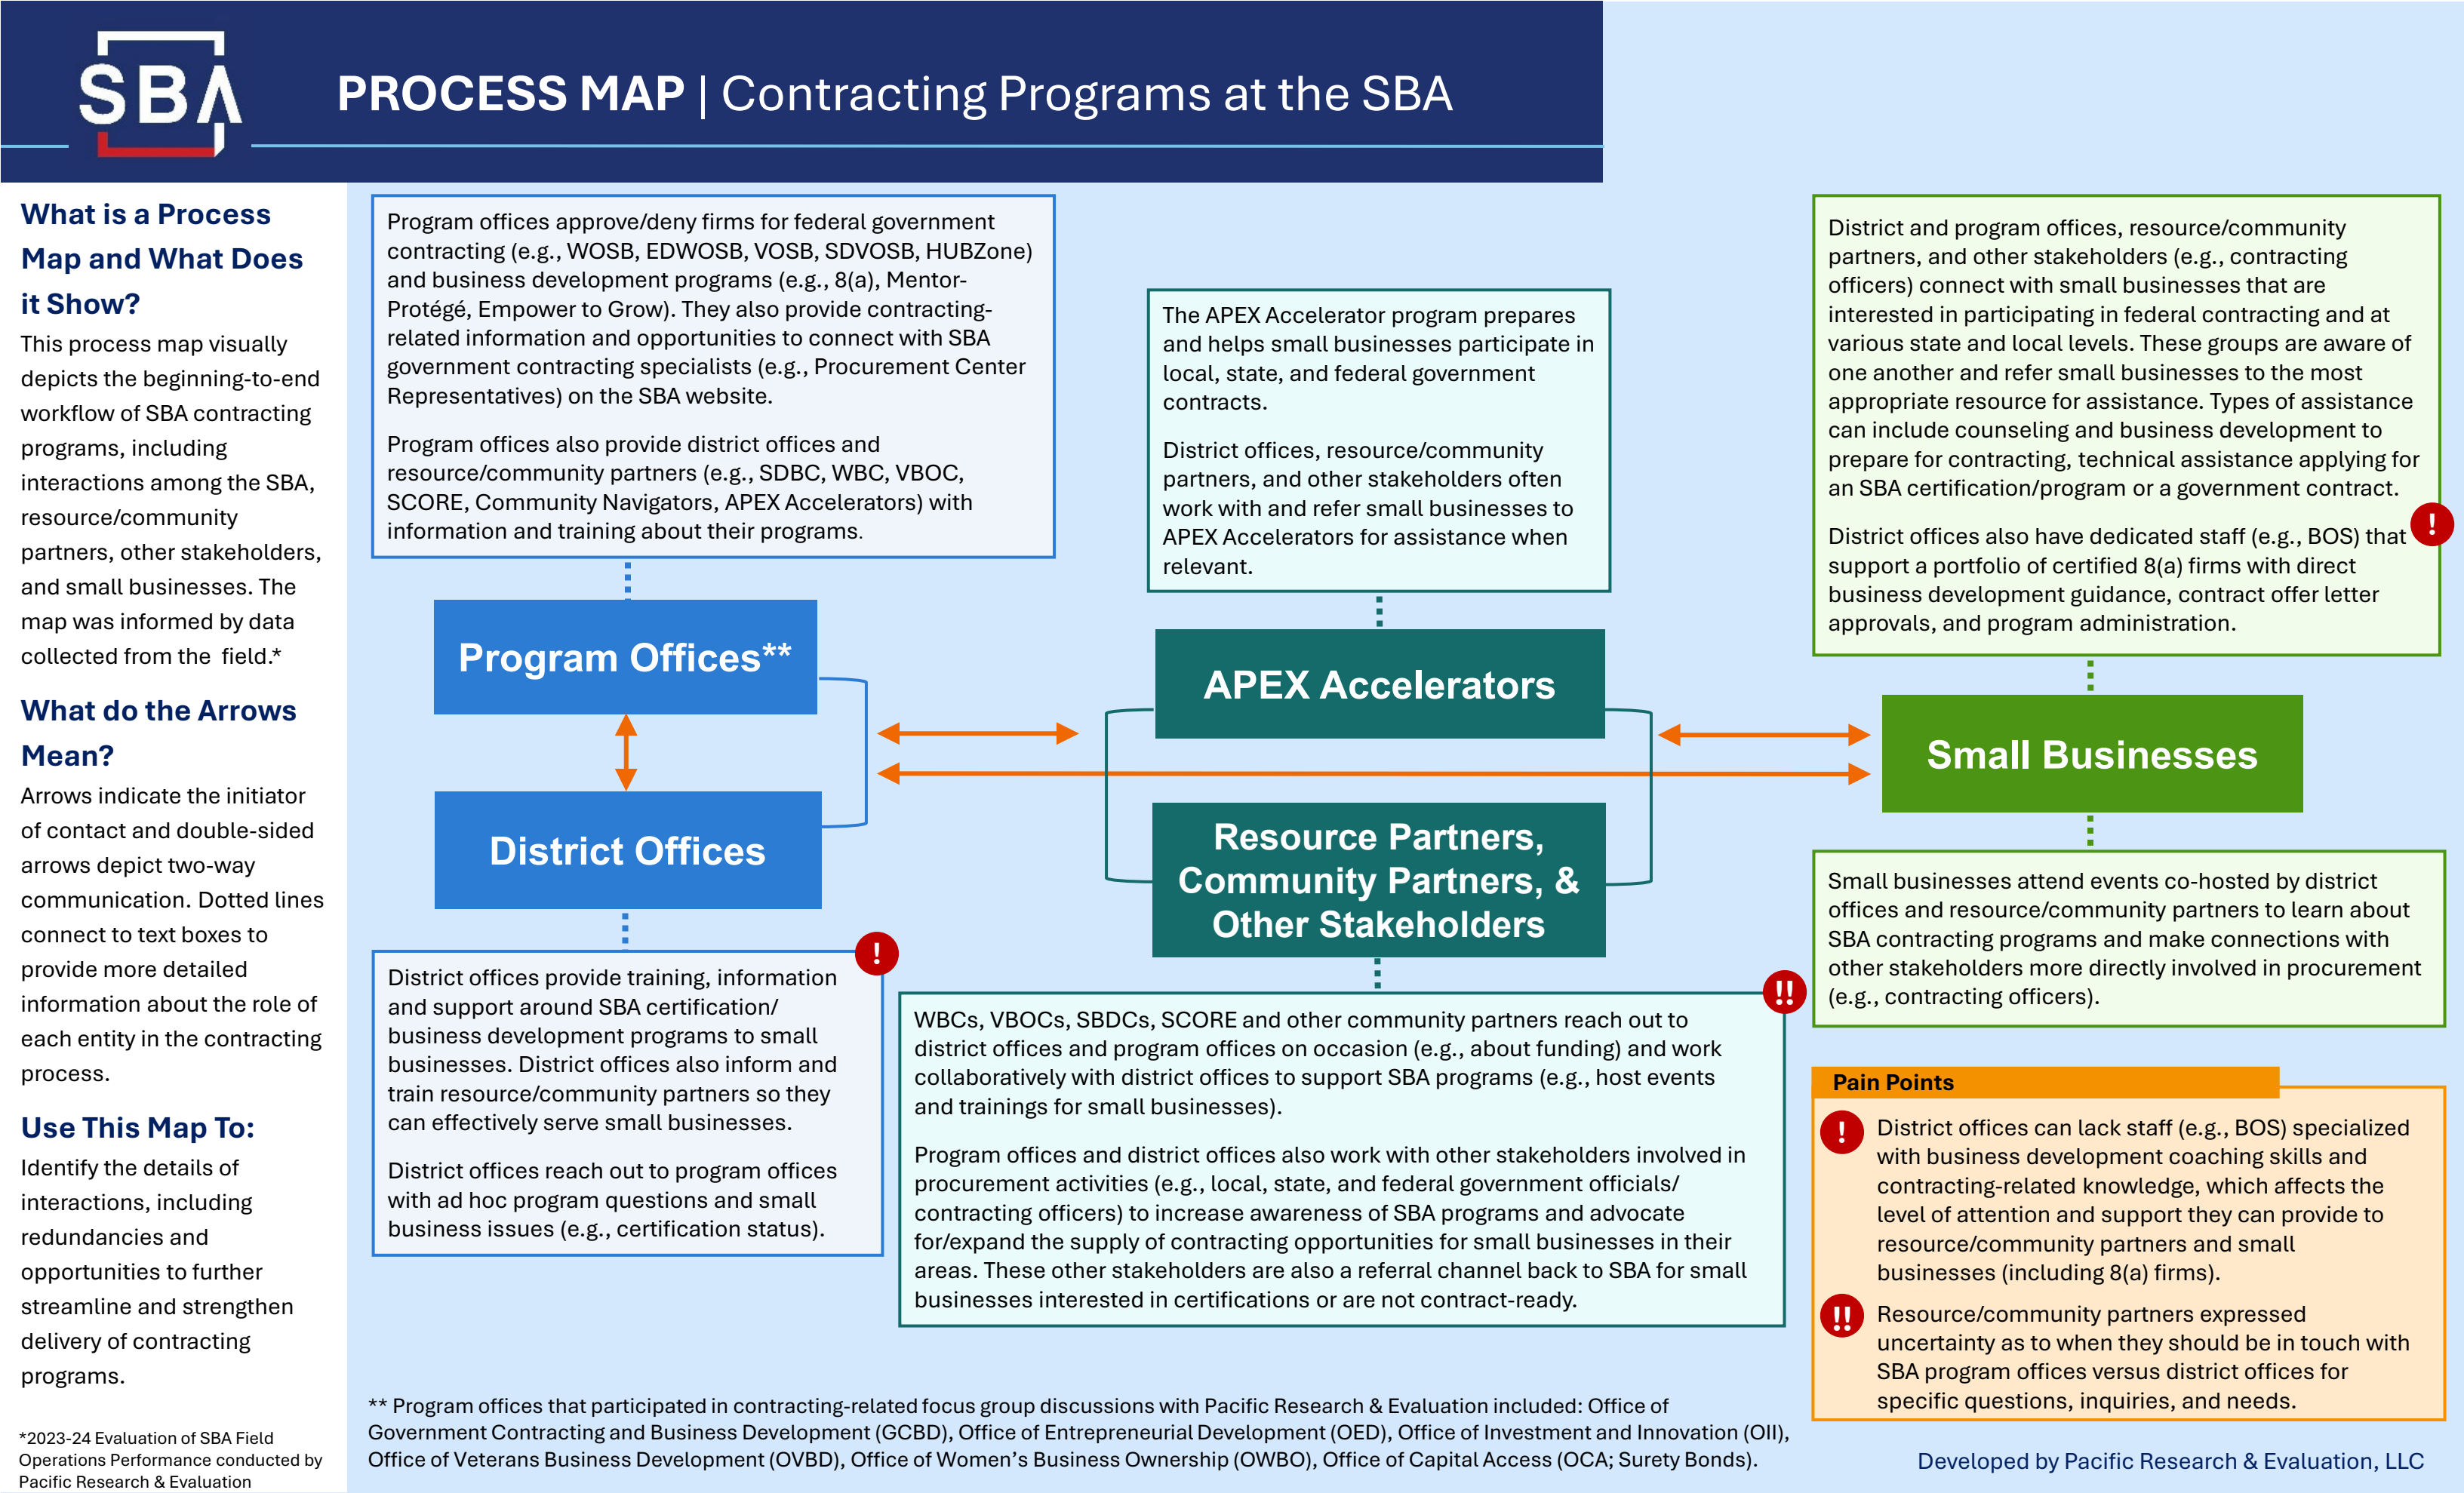 SBA
PROCESS MAP | Contracting Programs at the SBA
What is a Process
Map and What Does
it Show?
This process map visually
depicts the beginning-to-end
workflow of SBA contracting
programs, including
interactions among the SBA,
resource/community
partners, other stakeholders,
and small businesses. The
map was informed by data
collected from the field.*
What do the Arrows
Mean?
Arrows indicate the initiator
of contact and double-sided
arrows depict two-way
communication. Dotted lines
connect to text boxes to
provide more detailed
information about the role of
each entity in the contracting
process.
Use This Map To:
Identify the details of
interactions, including
redundancies and
opportunities to further
streamline and strengthen
delivery of contracting
programs.
*2023-24 Evaluation of SBA Field
Operations Performance conducted by
Pacific Research & Evaluation
Program offices approve/deny firms for federal government
contracting (e.g., WOSB, EDWOSB, VOSB, SDVOSB, HUBZone)
and business development programs (e.g., 8(a), Mentor-
Protégé, Empower to Grow). They also provide contracting-
related information and opportunities to connect with SBA
government contracting specialists (e.g., Procurement Center
Representatives) on the SBA website.
Program offices also provide district offices and
resource/community partners (e.g., SDBC, WBC, VBOC,
SCORE, Community Navigators, APEX Accelerators) with
information and training about their programs.
Program Offices**
District Offices
!
District offices provide training, information
and support around SBA certification/
business development programs to small
businesses. District offices also inform and
train resource/community partners so they
can effectively serve small businesses.
District offices reach out to program offices
with ad hoc program questions and small
business issues (e.g., certification status).
The APEX Accelerator program prepares
and helps small businesses participate in
local, state, and federal government
contracts.
District offices, resource/community
partners, and other stakeholders often
work with and refer small businesses to
APEX Accelerators for assistance when
relevant.
APEX Accelerators
Resource Partners,
Community Partners, &
Other Stakeholders
!!
WBCs, VBOCs, SBDCs, SCORE and other community partners reach out to
district offices and program offices on occasion (e.g., about funding) and work
collaboratively with district offices to support SBA programs (e.g., host events
and trainings for small businesses).
Program offices and district offices also work with other stakeholders involved in
procurement activities (e.g., local, state, and federal government officials/
contracting officers) to increase awareness of SBA programs and advocate
for/expand the supply of contracting opportunities for small businesses in their
areas. These other stakeholders are also a referral channel back to SBA for small
businesses interested in certifications or are not contract-ready.
District and program offices, resource/community
partners, and other stakeholders (e.g., contracting
officers) connect with small businesses that are
interested in participating in federal contracting and at
various state and local levels. These groups are aware of
one another and refer small businesses to the most
appropriate resource for assistance. Types of assistance
can include counseling and business development to
prepare for contracting, technical assistance applying for
an SBA certification/program or a government contract.
!
District offices also have dedicated staff (e.g., BOS) that
support a portfolio of certified 8(a) firms with direct
business development guidance, contract offer letter
approvals, and program administration.
Small Businesses
Small businesses attend events co-hosted by district
offices and resource/community partners to learn about
SBA contracting programs and make connections with
other stakeholders more directly involved in procurement
(e.g., contracting officers).
Pain Points
!
District offices can lack staff (e.g., BOS) specialized
with business development coaching skills and
contracting-related knowledge, which affects the
level of attention and support they can provide to
resource/community partners and small
businesses (including 8(a) firms).
!!
Resource/community partners expressed
uncertainty as to when they should be in touch with
SBA program offices versus district offices for
specific questions, inquiries, and needs.
** Program offices that participated in contracting-related focus group discussions with Pacific Research & Evaluation included: Office of
Government Contracting and Business Development (GCBD), Office of Entrepreneurial Development (OED), Office of Investment and Innovation (OII),
Office of Veterans Business Development (OVBD), Office of Women's Business Ownership (OWBO), Office of Capital Access (OCA; Surety Bonds).
Developed by Pacific Research & Evaluation, LLC